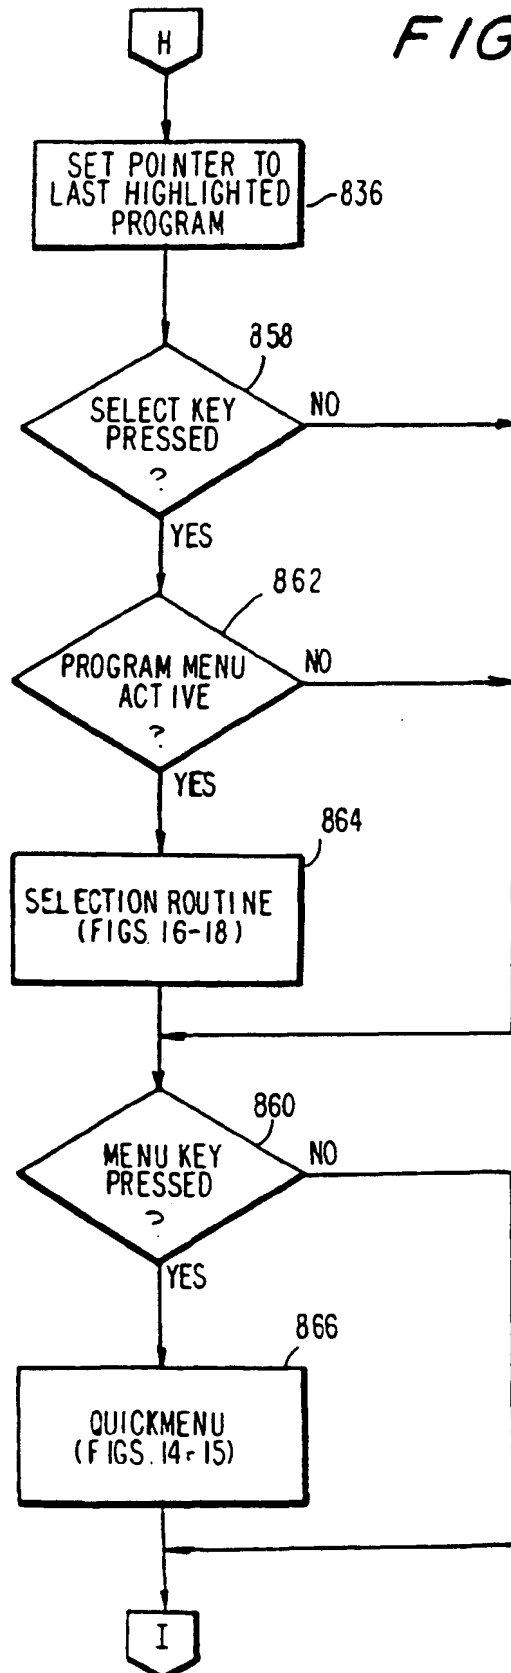 H
FIG
SET POINTER TO
LAST HIGHLIGHTED
PROGRAM
836
858
SELECT KEY
PRESSED
?
NO
YES
862
PROGRAM MENU
ACTIVE
?
NO
YES
864
SELECTION ROUTINE
(FIGS. 16-18)
860
MENU KEY
PRESSED
?
NO
YES
866
QUICKMENU
(FIGS. 14-15)
I